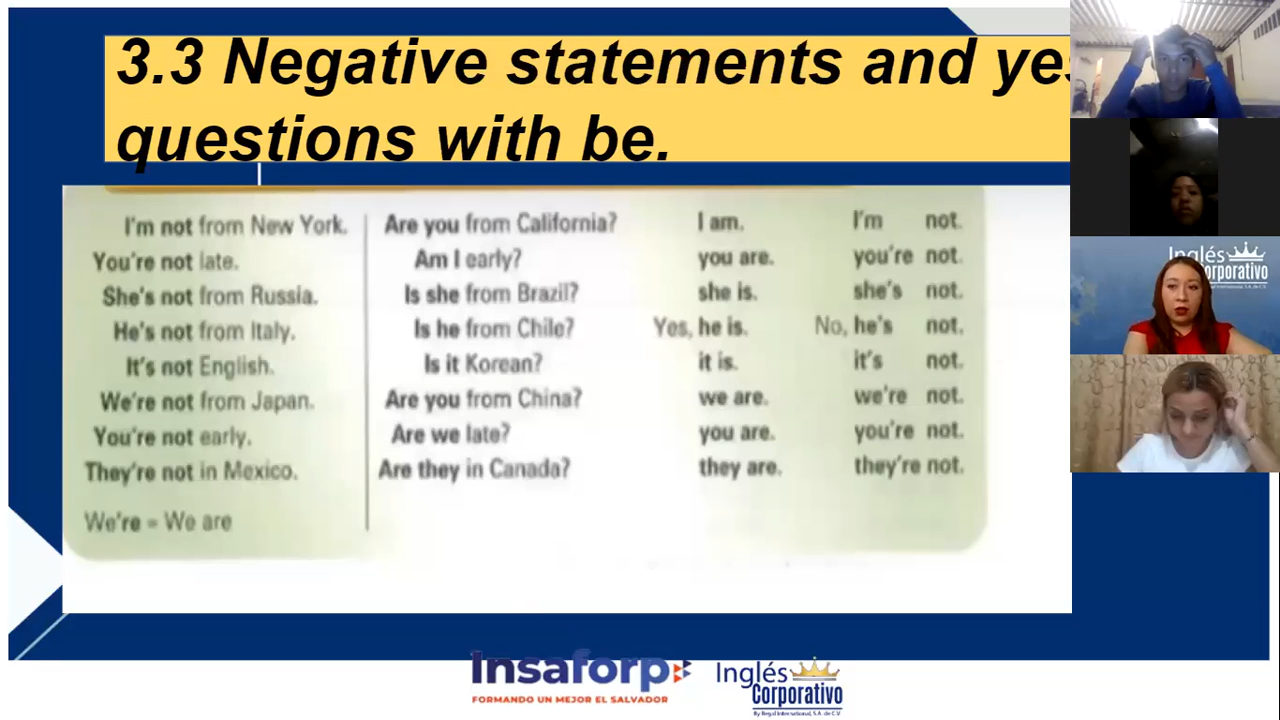 3.3 Negative statements and yes
questions with be.
I'm not from New York. Are you from California? I am. I'm not.
You're not late. Am I early? you are. you're not.
She's not from Russia. Is she from Brazil? she is. she's not.
He's not from Italy. Is he from Chile? Yes, he is. No, he's not.
It's not English. Is it Korean? it is. it's not.
We're not from Japan. Are you from China? we are. we're not.
You're not early. Are we late? you are. you're not.
They're not in Mexico. Are they in Canada? they are. they're not.
We're = We are
Inglés
Corporativo
Insaforp
FORMANDO UN MEJOR EL SALVADOR
Inglés
Corporativo
By Regal International, S.A. de C.V.